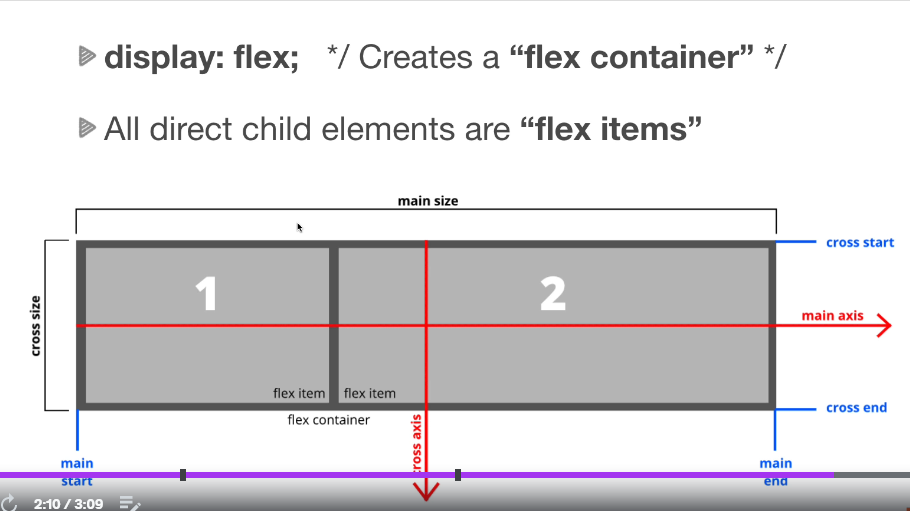 display: flex; */ Creates a “flex container” */
All direct child elements are “flex items”
main size
cross start
1
2
cross size
main axis
flex item
flex item
cross end
flex container
cross axis
main
start
main
end
2:10 / 3:09